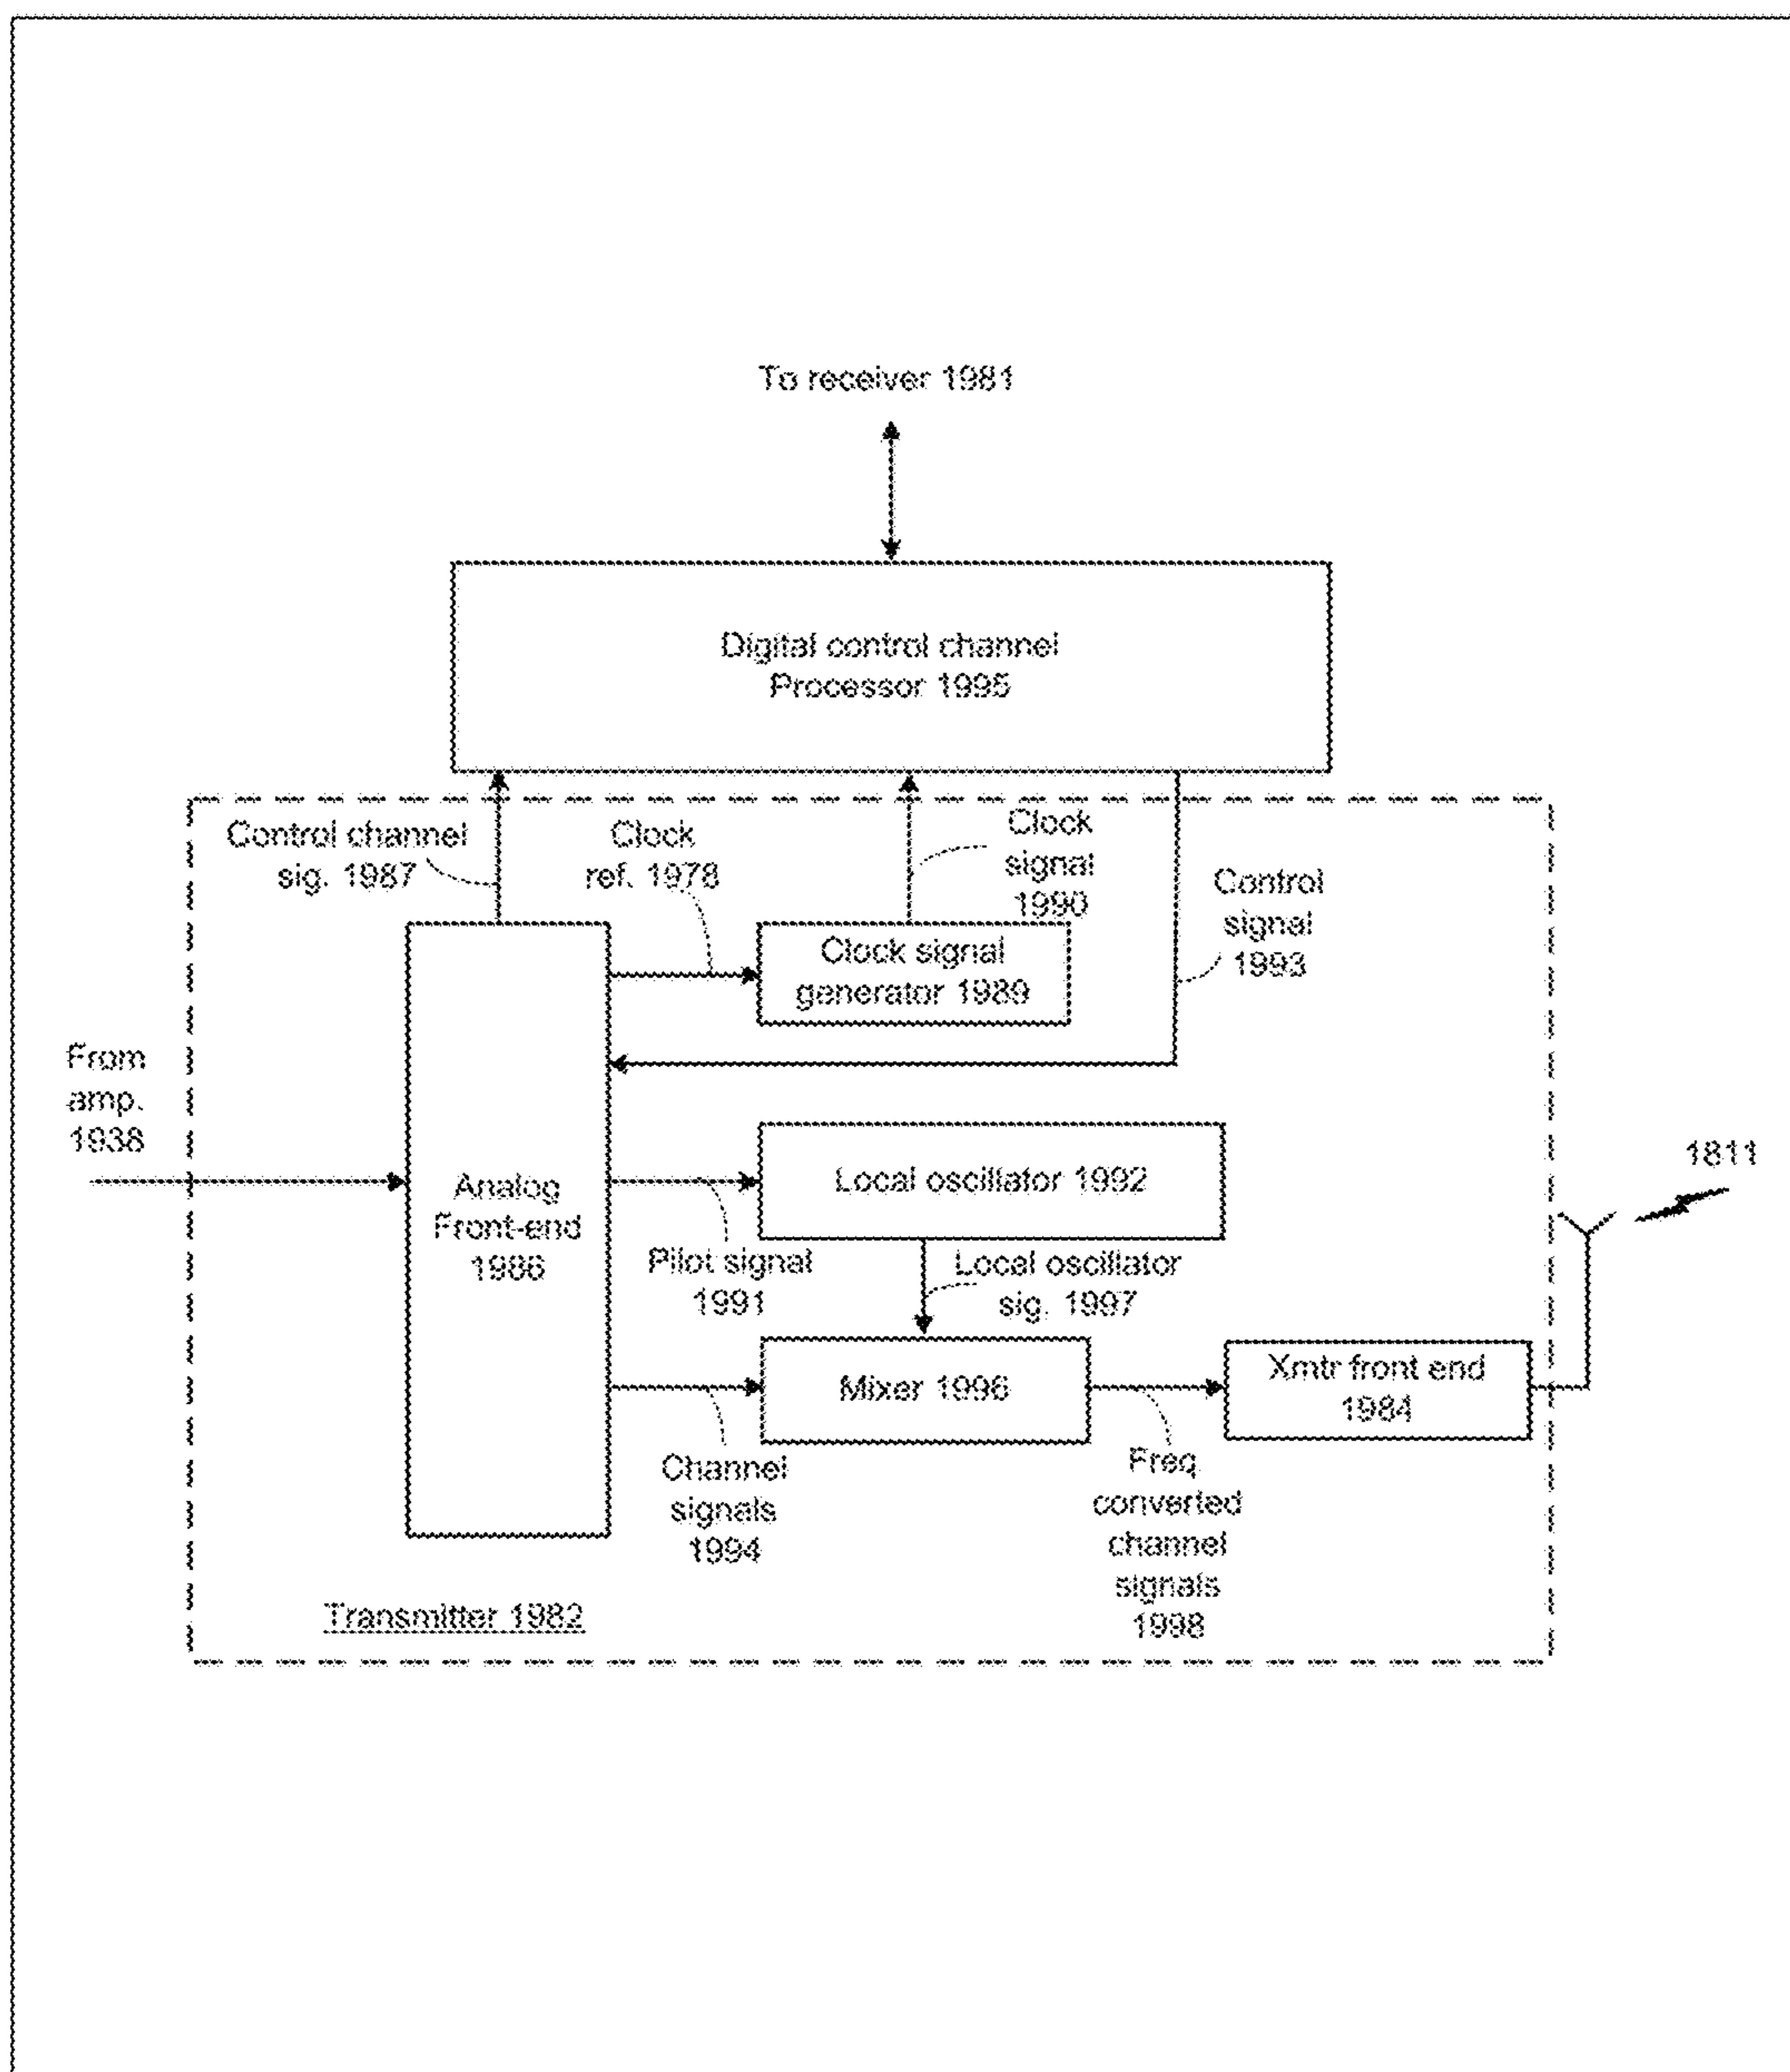 To receiver 1981
Digital control channel
Processor 1995
Control channel
sig. 1987
Clock
ref. 1978
Clock
signal
1990
Control
signal
1993
Clock signal
generator 1989
From
amp.
1938
Analog
Front-end
1986
Local oscillator 1992
1811
Pilot signal
1991
Local oscillator
sig. 1997
Mixer 1996
Xmtr front end
1984
Channel
signals
1994
Freq
converted
channel
signals
1998
Transmitter 1982